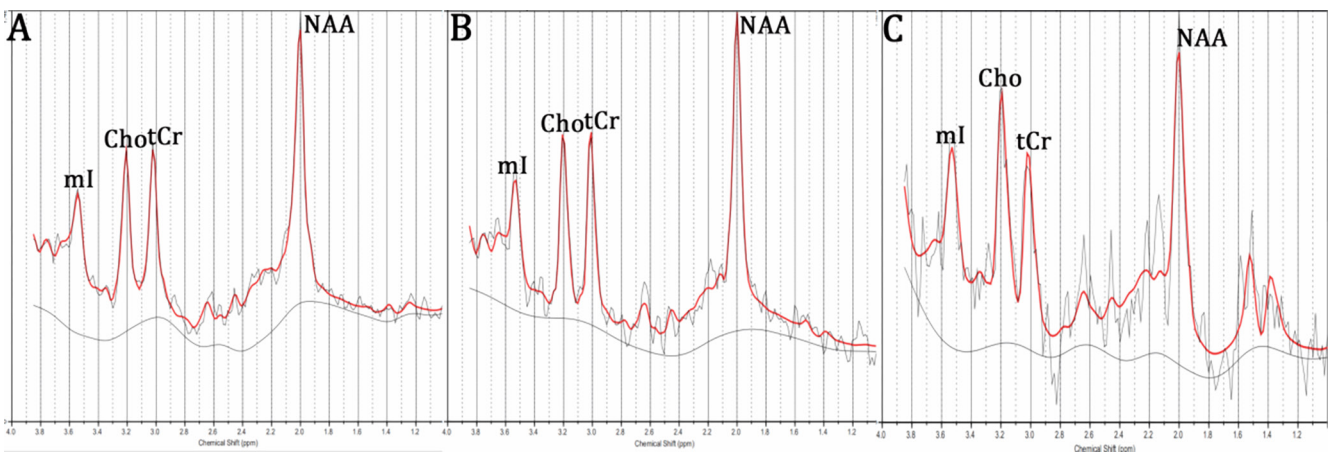 A
NAA
Cho tCr
mI
4.0 3.8 3.6 3.4 3.2 3.0 2.8 2.6 2.4 2.2 2.0 1.8 1.6 1.4 1.2 1.0
Chemical Shift (ppm)
B
NAA
Cho tCr
mI
3.8 3.6 3.4 3.2 3.0 2.8 2.6 2.4 2.2 2.0 1.8 1.6 1.4 1.2
Chemical Shift (ppm)
C
NAA
Cho
mI
tCr
4.0 3.8 3.6 3.4 3.2 3.0 2.8 2.6 2.4 2.2 2.0 1.8 1.6 1.4 1.2
Chemical Shift (ppm)